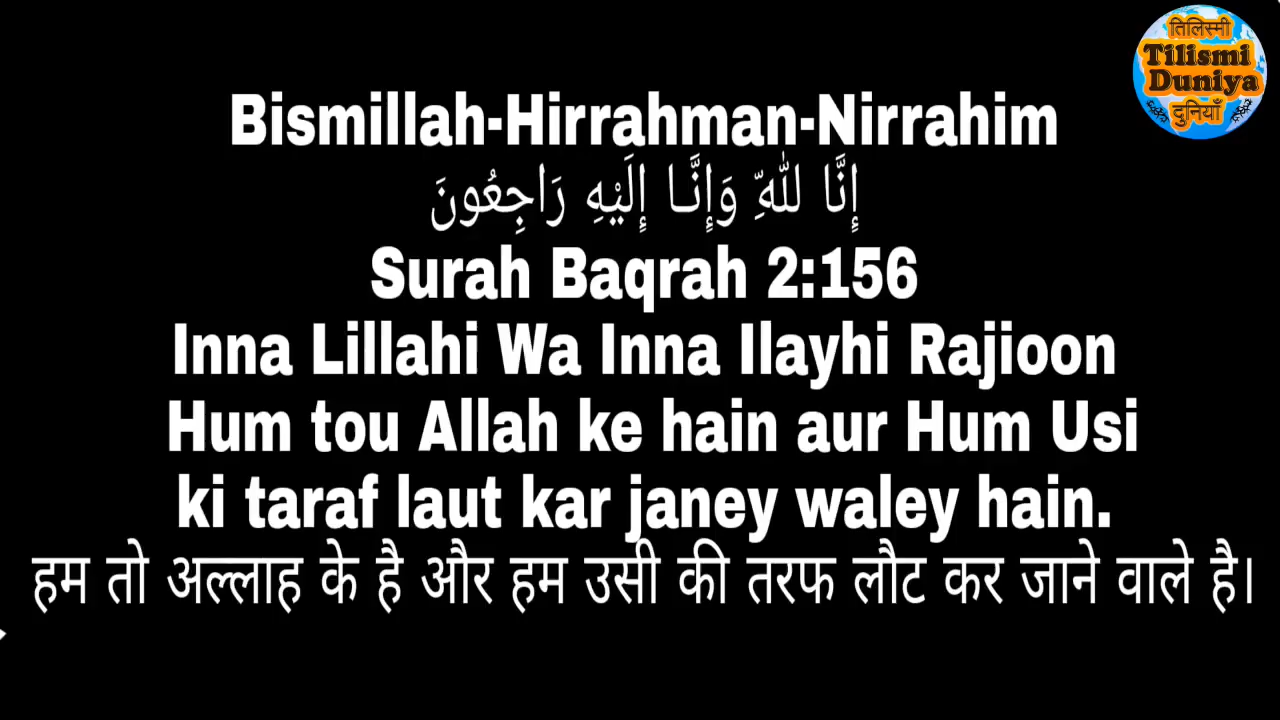 तिलिस्मी
Tilismi
Duniya
दुनियाँ
Bismillah-Hirrahman-Nirrahim
إِنَّا للهِّ وَإِنَّـا إِلَيْهِ رَاجِعُونَ
Surah Baqrah 2:156
Inna Lillahi Wa Inna Ilayhi Rajioon
Hum tou Allah ke hain aur Hum Usi
ki taraf laut kar janey waley hain.
हम तो अल्लाह के है और हम उसी की तरफ लौट कर जाने वाले है।